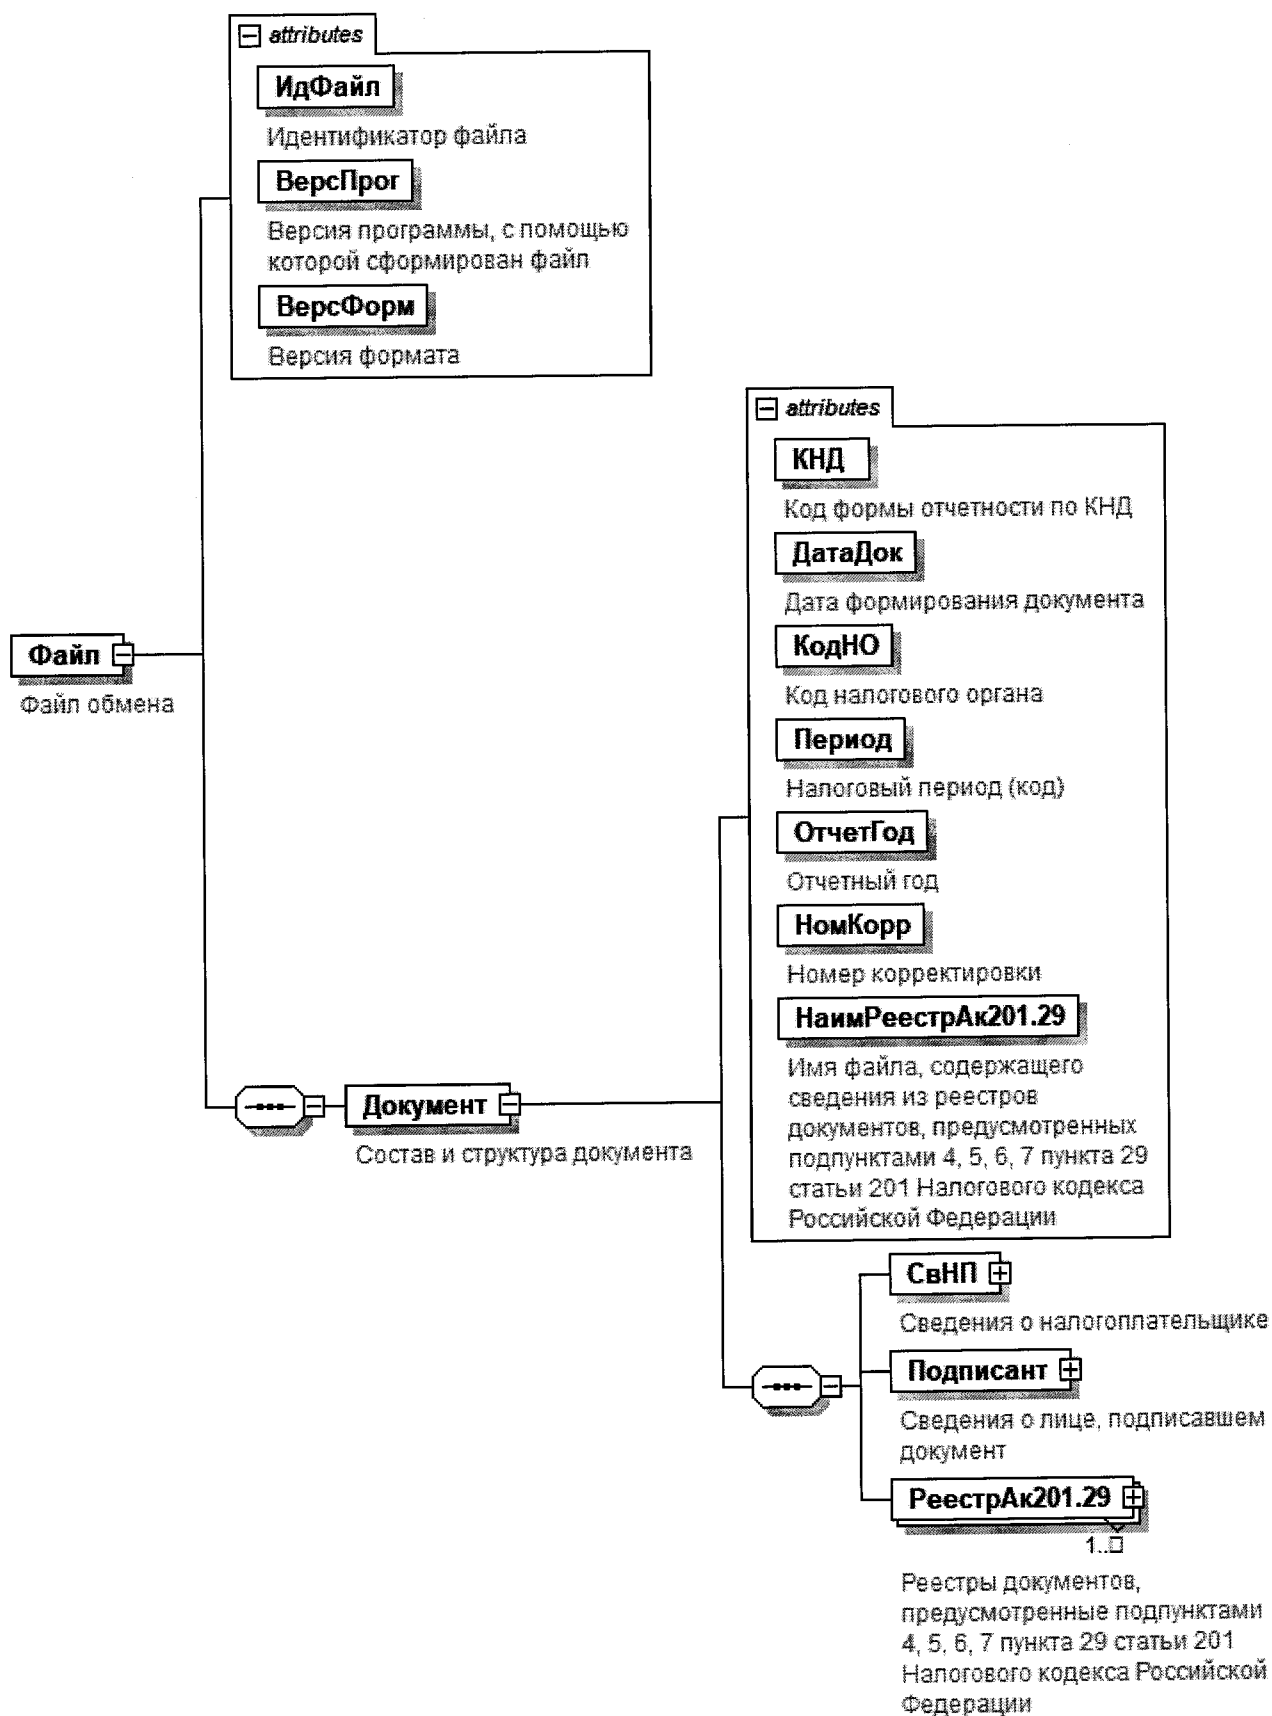 attributes
ИдФайл
Идентификатор файла
ВерсПрог
Версия программы, с помощью
которой сформирован файл
ВерсФорм
Версия формата
attributes
КНД
Код формы отчетности по КНД
ДатаДок
Дата формирования документа
КодНО
Код налогового органа
Период
Налоговый период (код)
ОтчетГод
Отчетный год
НомКорр
Номер корректировки
НаимРеестрАк201.29
Имя файла, содержащего
сведения из реестров
документов, предусмотренных
подпунктами 4, 5, 6, 7 пункта 29
статьи 201 Налогового кодекса
Российской Федерации
Файл
Файл обмена
Документ
Состав и структура документа
СвНП
Сведения о налогоплательщике
Подписант
Сведения о лице, подписавшем
документ
РеестрАк201.29
1..□
Реестры документов,
предусмотренные подпунктами
4, 5, 6, 7 пункта 29 статьи 201
Налогового кодекса Российской
Федерации